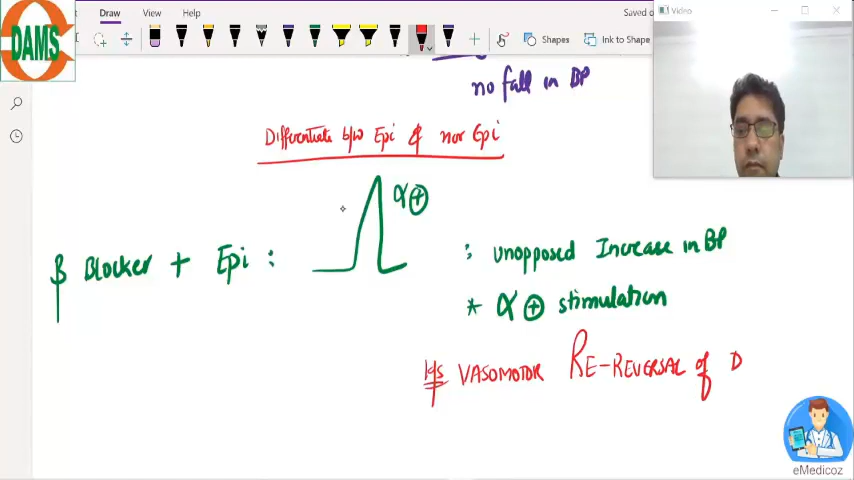 DAMS
Draw View Help Saved on
Video
Shapes Ink to Shape
no fall in BP
Differentiate b/w Epi & nor Epi
α⊕
β Blocker + Epi :
: unopposed Increase in BP
* α ⊕ stimulation
VASOMOTOR RE-REVERSAL of D
eMedicoz